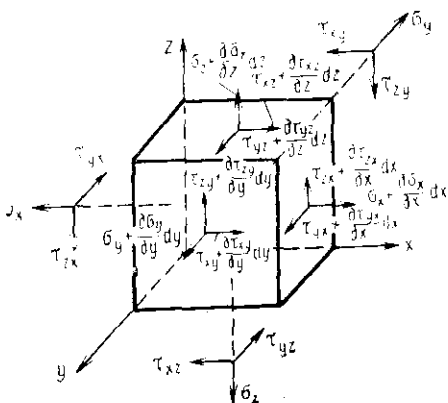 τxy
σy
z
σz + ∂σz/∂z dz
τxz + ∂τxz/∂z dz
τzy
τyz + ∂τyz/∂z dz
τyx
τzy + ∂τzy/∂y dy
τzx + ∂τzx/∂x dx
σx + ∂σx/∂x dx
σx
τzx
σy + ∂σy/∂y dy
τxy + ∂τxy/∂y dy
τyx + ∂τyx/∂x dx
x
y
τxz
τyz
σz